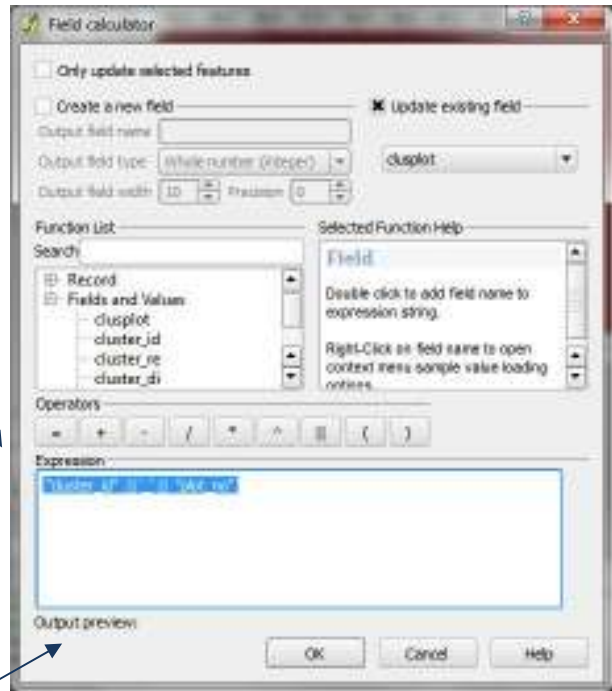 Field calculator
Only update selected features
Create a new field
Update existing field
Output field name
Output field type Whole number (integer)
clusplot
Output field width 10 Precision 0
Function List
Search
Record
Fields and Values
clusplot
cluster_id
cluster_re
cluster_di
Selected Function Help
Field
Double click to add field name to
expression string.
Right-Click on field name to open
context menu sample value loading
options
Operators
= + - / * ^ || ( )
Expression
"cluster_id" || "plot_no"
Output preview:
OK Cancel Help